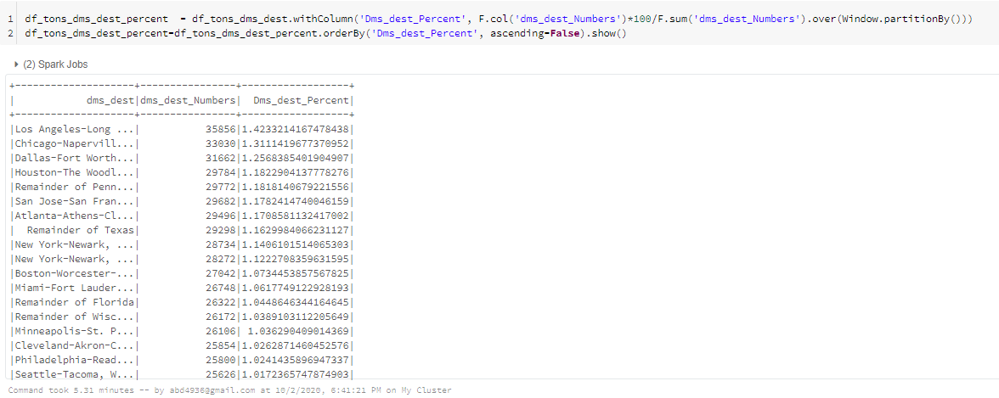 1 df_tons_dms_dest_percent = df_tons_dms_dest.withColumn('Dms_dest_Percent', F.col('dms_dest_Numbers')*100/F.sum('dms_dest_Numbers').over(Window.partitionBy()))
2 df_tons_dms_dest_percent=df_tons_dms_dest_percent.orderBy('Dms_dest_Percent', ascending=False).show()
(2) Spark Jobs
+--------------------+----------------+------------------+
|            dms_dest|dms_dest_Numbers|  Dms_dest_Percent|
+--------------------+----------------+------------------+
|Los Angeles-Long ...|           35856|1.4233214167478438|
|Chicago-Napervill...|           33030|1.3111419677370952|
|Dallas-Fort Worth...|           31662|1.2568385401904907|
|Houston-The Woodl...|           29784|1.1822904137778276|
|Remainder of Penn...|           29772|1.1818140679221556|
|San Jose-San Fran...|           29682|1.1782414740046159|
|Atlanta-Athens-Cl...|           29496|1.1708581132417002|
|  Remainder of Texas|           29298|1.1629984066231127|
|New York-Newark, ...|           28734|1.1406101514065303|
|New York-Newark, ...|           28272|1.1222708359631595|
|Boston-Worcester-...|           27042|1.0734453857567825|
|Miami-Fort Lauder...|           26748|1.0617749122928193|
|Remainder of Florida|           26322|1.0448646344164645|
|Remainder of Wisc...|           26172|1.0389103112205649|
|Minneapolis-St. P...|           26106| 1.036290409014369|
|Cleveland-Akron-C...|           25854|1.0262871460452576|
|Philadelphia-Read...|           25800|1.0241435896947337|
|Seattle-Tacoma, W...|           25626|1.0172365747874903|
Command took 5.31 minutes -- by abd4936@gmail.com at 10/2/2020, 6:41:21 PM on My Cluster